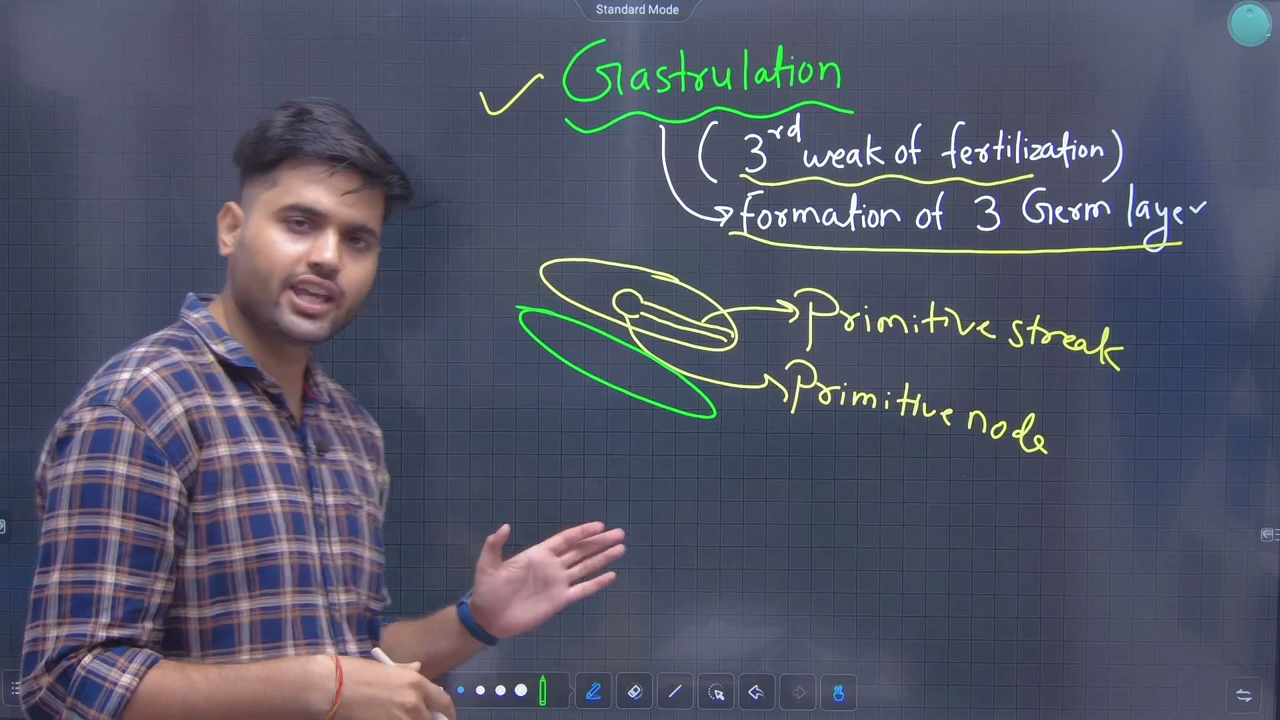 Standard Mode
Gastrulation
( 3rd weak of fertilization)
Formation of 3 Germ layer
Primitive streak
Primitive node